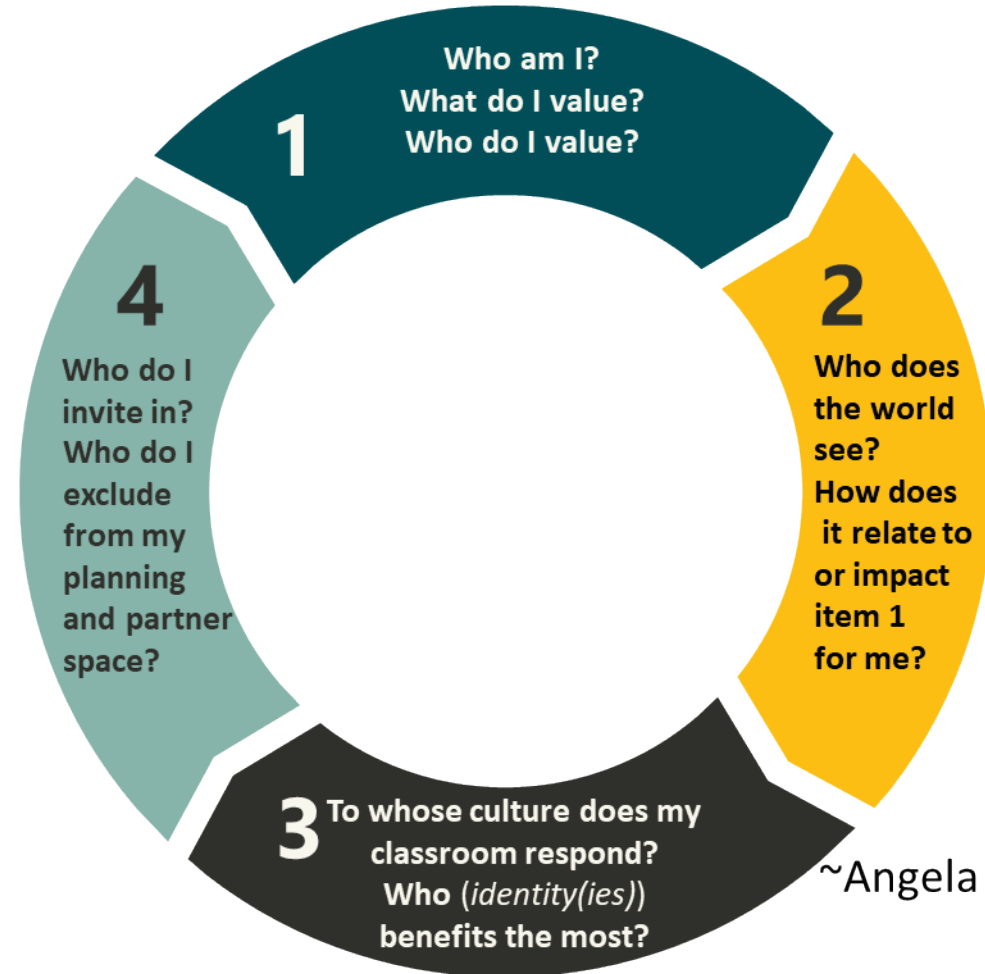 1
Who am I?
What do I value?
Who do I value?
2
Who does
the world
see?
How does
it relate to
or impact
item 1
for me?
3
To whose culture does my
classroom respond?
Who (identity(ies))
benefits the most?
4
Who do I
invite in?
Who do I
exclude
from my
planning
and partner
space?
~Angela